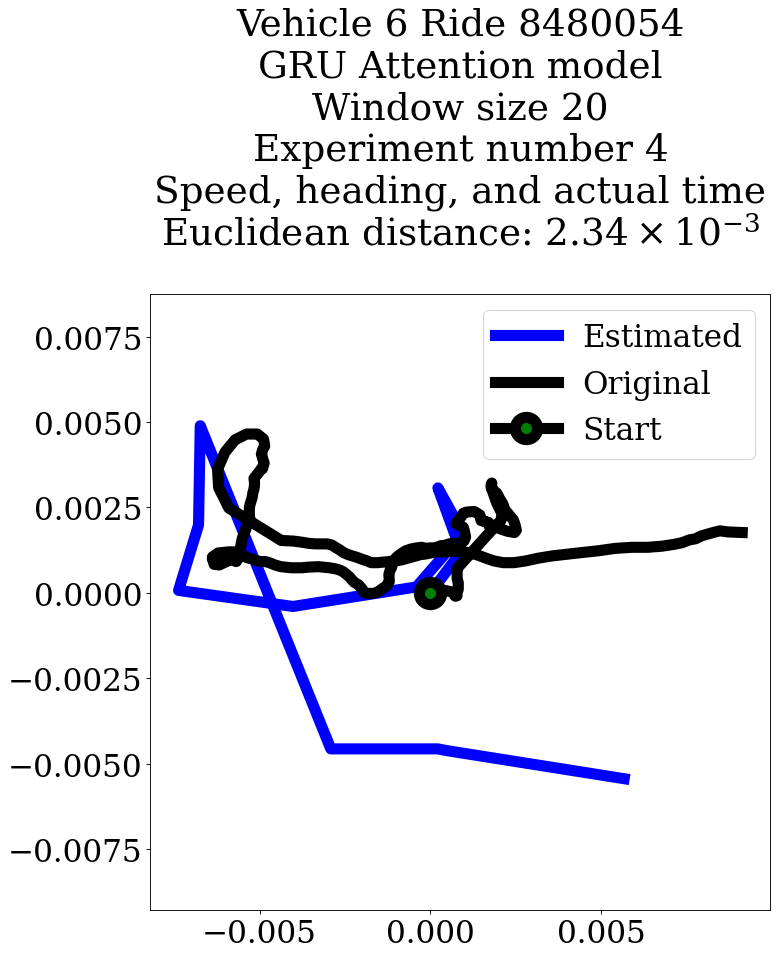 Vehicle 6 Ride 8480054
GRU Attention model
Window size 20
Experiment number 4
Speed, heading, and actual time
Euclidean distance: 2.34 × 10⁻³
Estimated
Original
Start
0.0075
0.0050
0.0025
0.0000
−0.0025
−0.0050
−0.0075
−0.005 0.000 0.005